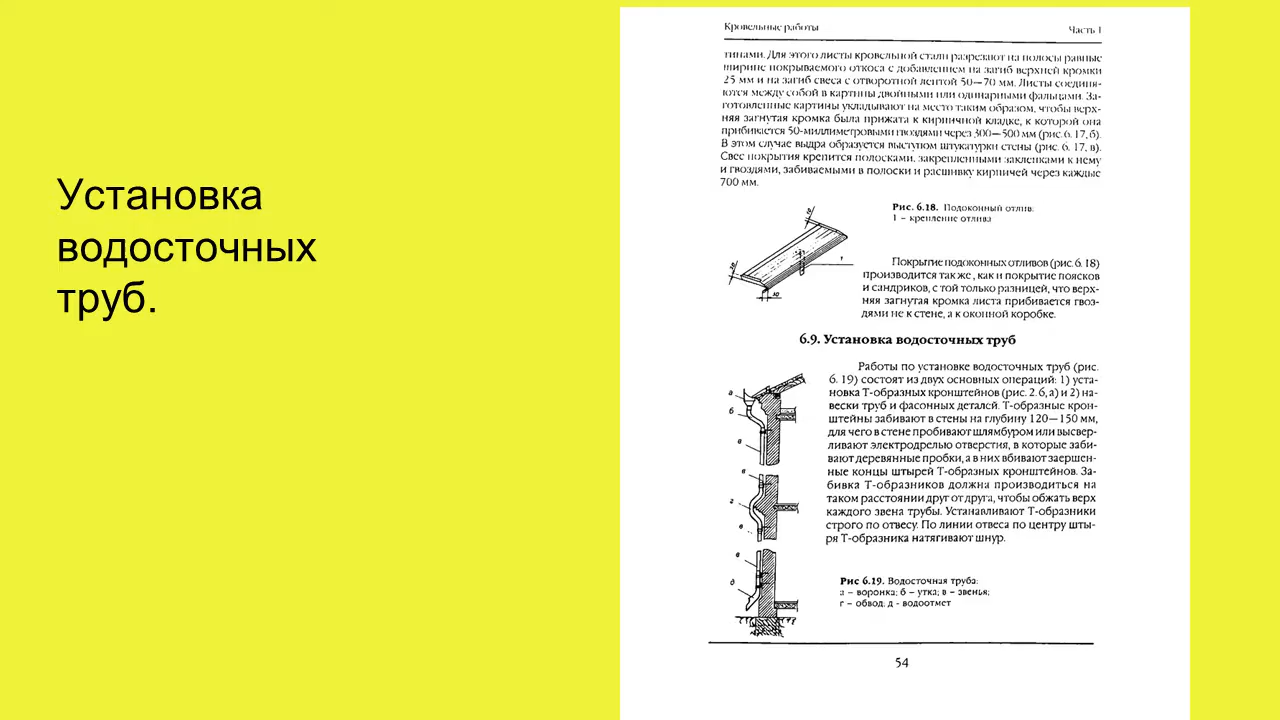 Установка
водосточных
труб.
Кровельные работы
Часть 1
тинами. Для этого листы кровельной стали разрезают на полосы равные
ширине покрываемого откоса с добавлением на загиб верхней кромки
25 мм и на загиб свеса с отворотной лентой 50—70 мм. Листы соединя-
ются между собой в картины двойными или одинарными фальцами. За-
готовленные картины укладывают на место таким образом, чтобы верх-
няя загнутая кромка была прижата к кирпичной кладке, к которой она
прибивается 50-миллиметровыми гвоздями через 300—500 мм (рис. 6. 17, б).
В этом случае выдра образуется выступом штукатурки стены (рис. 6. 17, в).
Свес покрытия крепится полосками, закрепленными заклепками к нему
и гвоздями, забиваемыми в полоски и расшивку кирпичей через каждые
700 мм.
Рис. 6.18. Подоконный отлив:
1 – крепление отлива
10
30
1
10
Покрытие подоконных отливов (рис. 6. 18)
производится так же, как и покрытие поясков
и сандриков, с той только разницей, что верх-
няя загнутая кромка листа прибивается гвоз-
дями не к стене, а к оконной коробке.
6.9. Установка водосточных труб
Работы по установке водосточных труб (рис.
6. 19) состоят из двух основных операций: 1) уста-
новка Т-образных кронштейнов (рис. 2. 6, а) и 2) на-
вески труб и фасонных деталей. Т-образные крон-
штейны забивают в стены на глубину 120—150 мм,
для чего в стене пробивают шлямбуром или высвер-
ливают электродрелью отверстия, в которые заби-
вают деревянные пробки, а в них вбивают заершен-
ные концы штырей Т-образных кронштейнов. За-
бивка Т-образников должна производиться на
таком расстоянии друг от друга, чтобы обжать верх
каждого звена трубы. Устанавливают Т-образники
строго по отвесу. По линии отвеса по центру шты-
ря Т-образника натягивают шнур.
а
б
в
в
г
в
в
д
Рис 6.19. Водосточная труба:
а – воронка; б – утка; в – звенья;
г – обвод, д - водоотмет
54